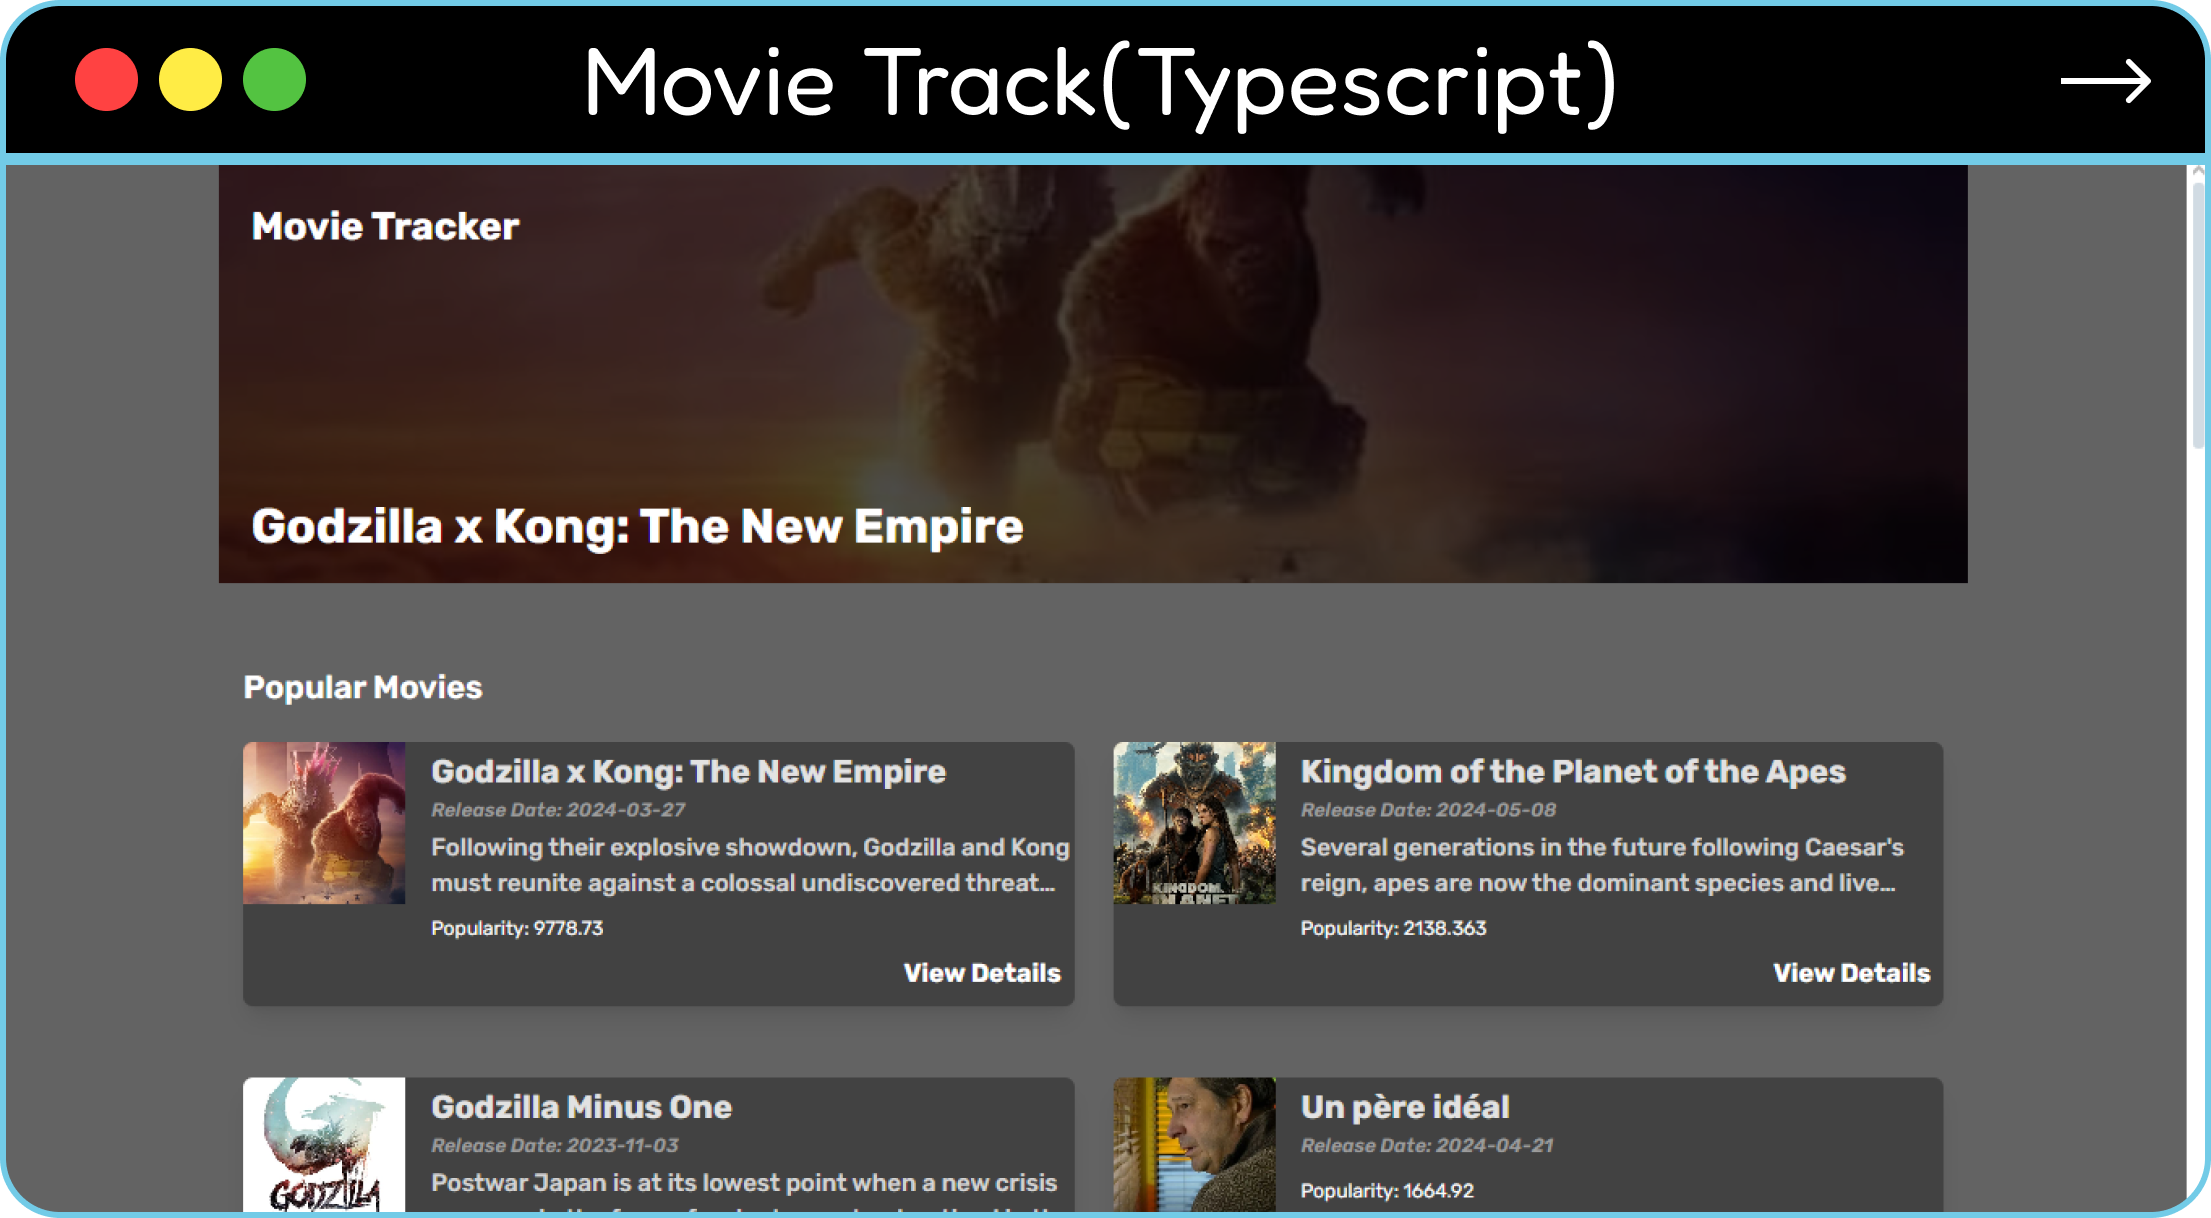 Movie Track(Typescript)
Movie Tracker
Godzilla x Kong: The New Empire
Popular Movies
Godzilla x Kong: The New Empire
Release Date: 2024-03-27
Following their explosive showdown, Godzilla and Kong
must reunite against a colossal undiscovered threat...
Popularity: 9778.73
View Details
KINGDOM
PLANET
Kingdom of the Planet of the Apes
Release Date: 2024-05-08
Several generations in the future following Caesar's
reign, apes are now the dominant species and live...
Popularity: 2138.363
View Details
GODZILLA
Godzilla Minus One
Release Date: 2023-11-03
Postwar Japan is at its lowest point when a new crisis
Un père idéal
Release Date: 2024-04-21
Popularity: 1664.92